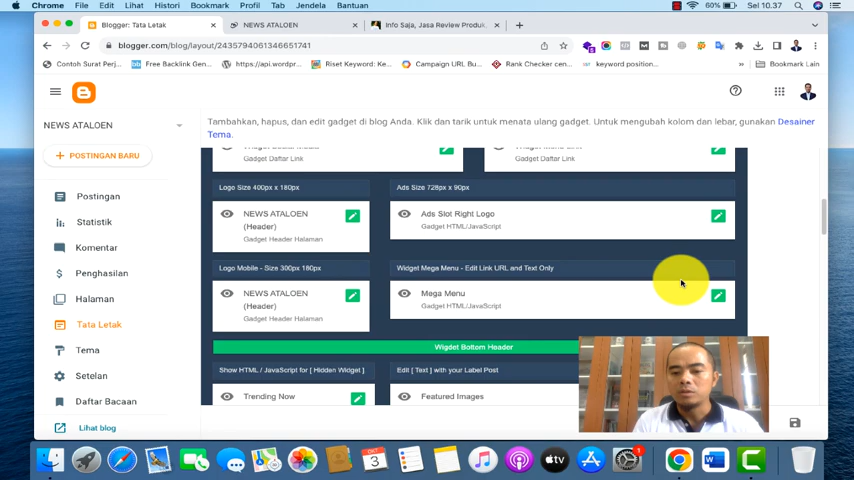 Chrome File Edit Lihat Histori Bookmark Profil Tab Jendela Bantuan
60% Sel 10.37
Blogger: Tata Letak
NEWS ATALOEN
Info Saja, Jasa Review Produk
blogger.com/blog/layout/2435794061346651741
Contoh Surat Perj...
Free Backlink Gen...
https://api.wordpr...
Riset Keyword: Ke...
Campaign URL Bu...
Rank Checker cen...
keyword position...
Bookmark Lain
NEWS ATALOEN
POSTINGAN BARU
Postingan
Statistik
Komentar
Penghasilan
Halaman
Tata Letak
Tema
Setelan
Daftar Bacaan
Lihat blog
Tambahkan, hapus, dan edit gadget di blog Anda. Klik dan tarik untuk menata ulang gadget. Untuk mengubah kolom dan lebar, gunakan Desainer
Tema.
Gadget Daftar Link
Gadget Daftar Link
Logo Size 400px x 180px
Ads Size 728px x 90px
NEWS ATALOEN
(Header)
Gadget Header Halaman
Ads Slot Right Logo
Gadget HTML/JavaScript
Logo Mobile - Size 300px 180px
Widget Mega Menu - Edit Link URL and Text Only
NEWS ATALOEN
(Header)
Gadget Header Halaman
Mega Menu
Gadget HTML/JavaScript
Wigdet Bottom Header
Show HTML / JavaScript for [ Hidden Widget ]
Edit [ Text ] with your Label Post
Trending Now
Featured Images
OKT
3
tv
1